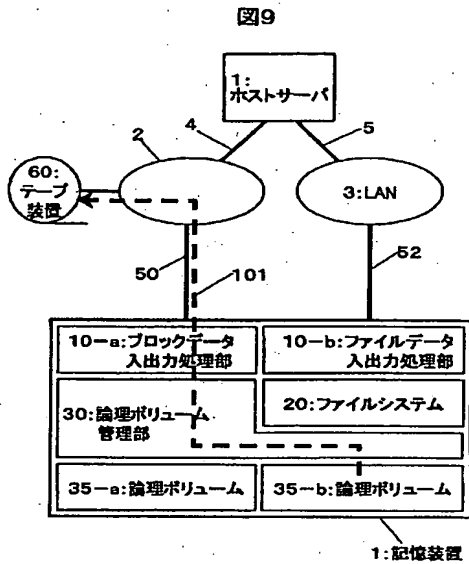 図9
1:
ホストサーバ
4
5
2
60:
テープ
装置
3:LAN
50
101
52
10-a:ブロックデータ
入出力処理部
10-b:ファイルデータ
入出力処理部
30:論理ボリューム
管理部
20:ファイルシステム
35-a:論理ボリューム
35-b:論理ボリューム
1:記憶装置